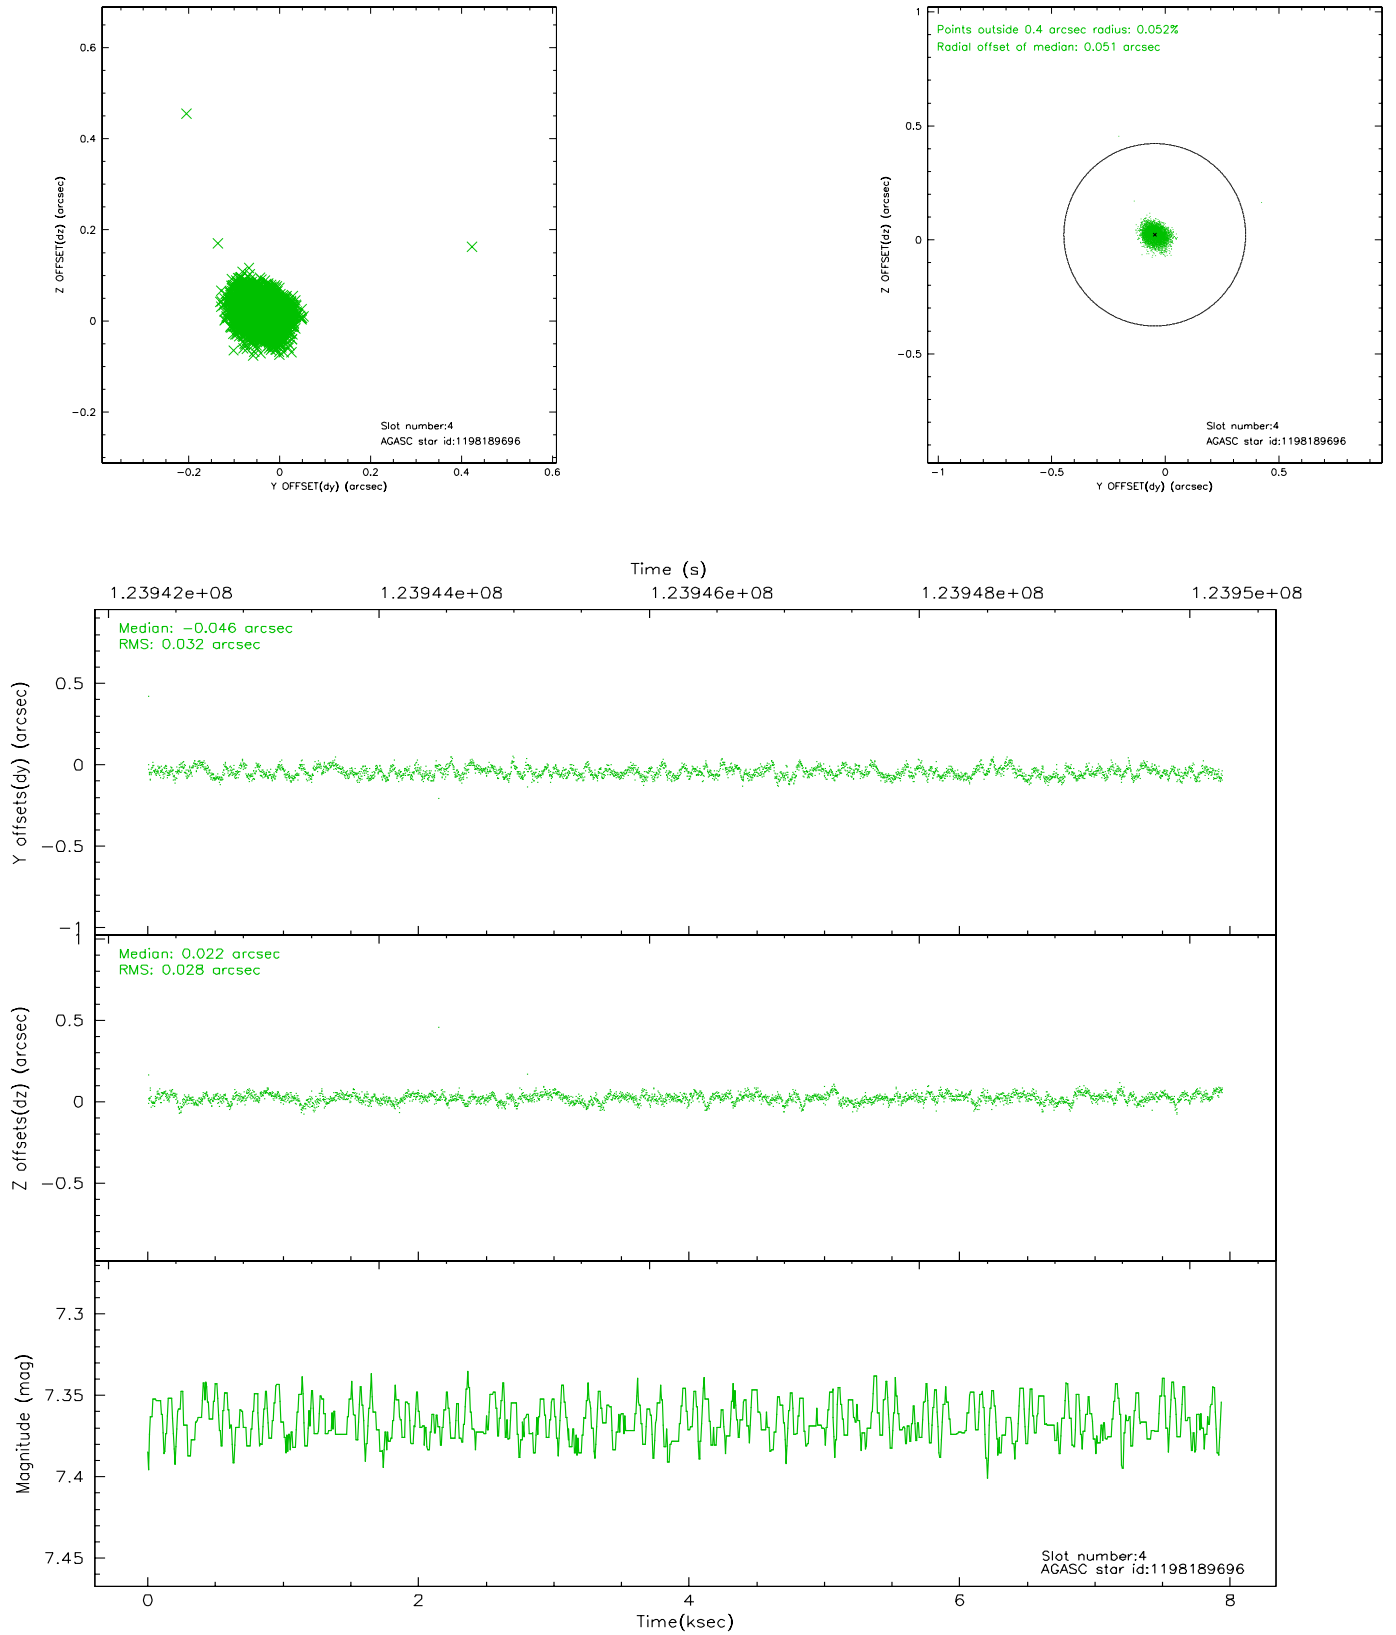 0.6
0.4
0.2
0
−0.2
Z OFFSET(dz) (arcsec)
Slot number:4
AGASC star id:1198189696
−0.2 0 0.2 0.4 0.6
Y OFFSET(dy) (arcsec)
Points outside 0.4 arcsec radius: 0.052%
Radial offset of median: 0.051 arcsec
1
0.5
0
−0.5
Z OFFSET(dz) (arcsec)
Slot number:4
AGASC star id:1198189696
−1 −0.5 0 0.5
Y OFFSET(dy) (arcsec)
Time (s)
1.23942e+08 1.23944e+08 1.23946e+08 1.23948e+08 1.2395e+08
Median: −0.046 arcsec
RMS: 0.032 arcsec
0.5
0
−0.5
−1
Y offsets(dy) (arcsec)
Median: 0.022 arcsec
RMS: 0.028 arcsec
1
0.5
0
−0.5
Z offsets(dz) (arcsec)
7.3
7.35
7.4
7.45
Magnitude (mag)
Slot number:4
AGASC star id:1198189696
0 2 4 6 8
Time(ksec)